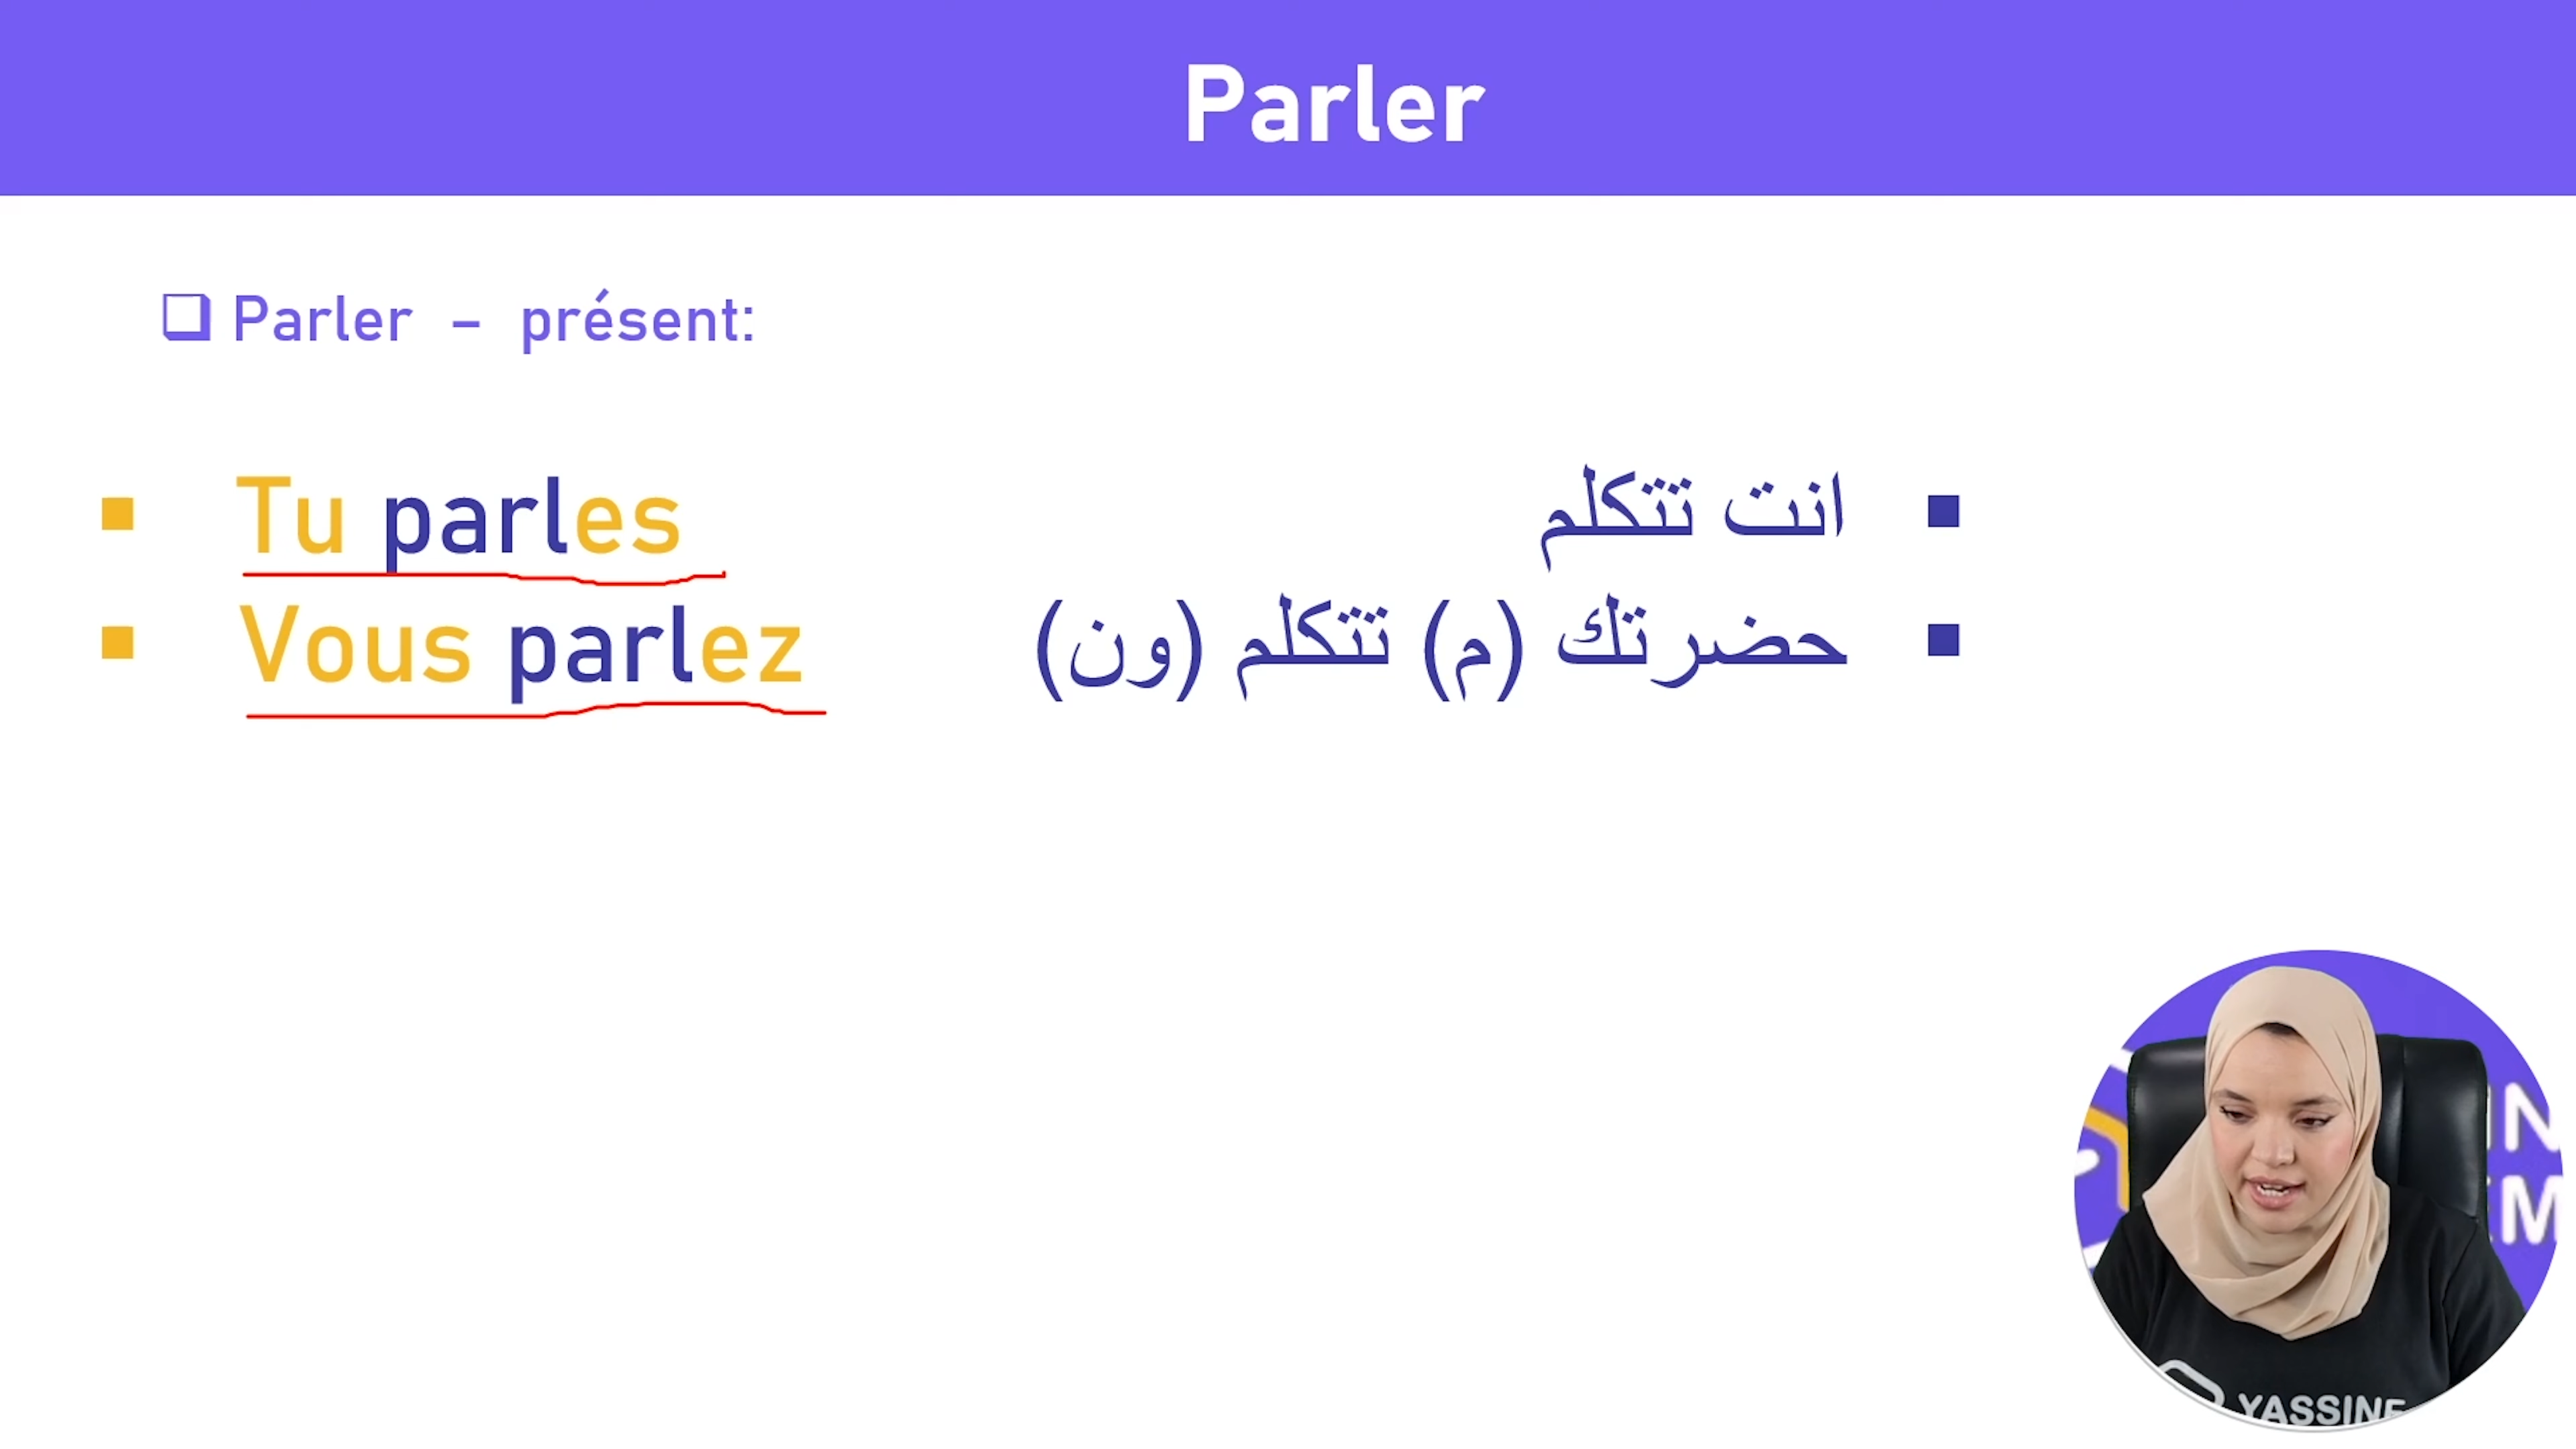 Parler
Parler – présent:
Tu parles
انت تتكلم
Vous parlez
حضرتك (م) تتكلم (ون)
YASSINE